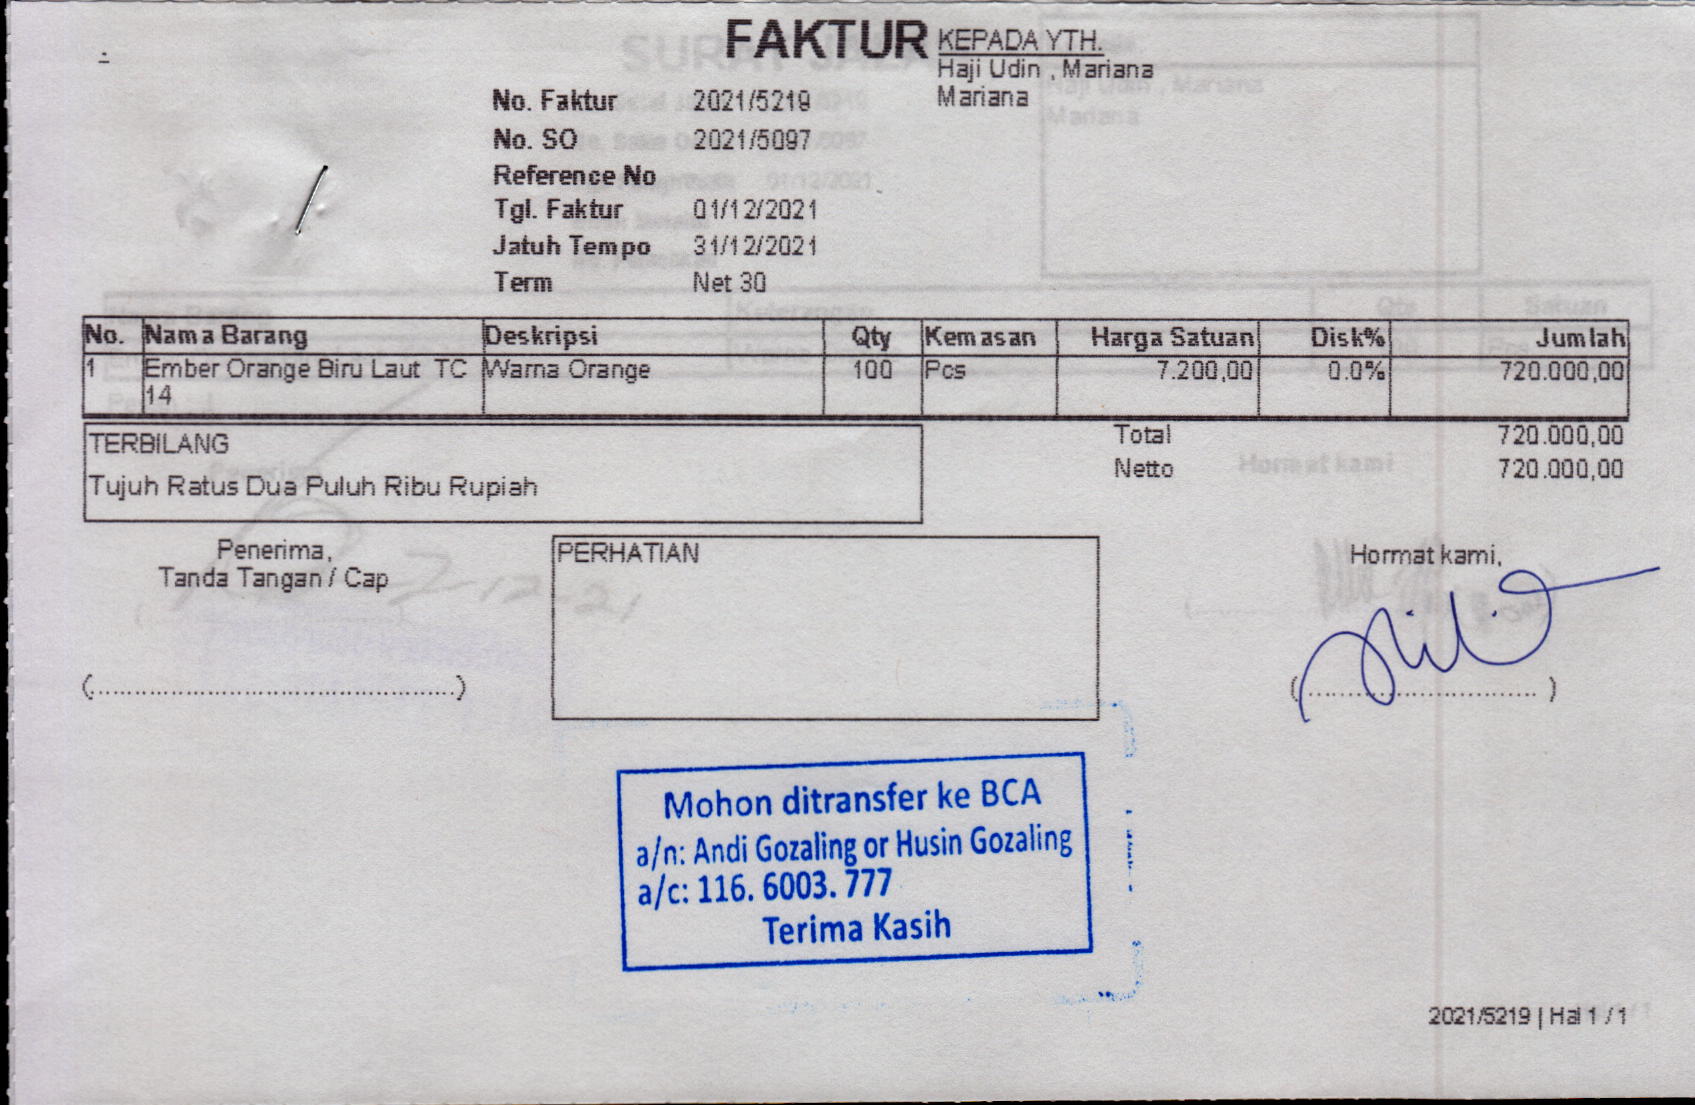 FAKTUR
KEPADA YTH.
Haji Udin , Mariana
Mariana
No. Faktur 2021/5219
No. SO 2021/5097
Reference No
Tgl. Faktur 01/12/2021
Jatuh Tempo 31/12/2021
Term Net 30
No. Nama Barang Deskripsi Qty Kemasan Harga Satuan Disk% Jumlah
1 Ember Orange Biru Laut TC Warna Orange 100 Pcs 7.200,00 0.0% 720.000,00
14
TERBILANG
Tujuh Ratus Dua Puluh Ribu Rupiah
Total 720.000,00
Netto 720.000,00
Penerima,
Tanda Tangan / Cap
(............................................)
PERHATIAN
Hormat kami,
(............................ )
Mohon ditransfer ke BCA
a/n: Andi Gozaling or Husin Gozaling
a/c: 116. 6003. 777
Terima Kasih
2021/5219 | Hal 1 / 1